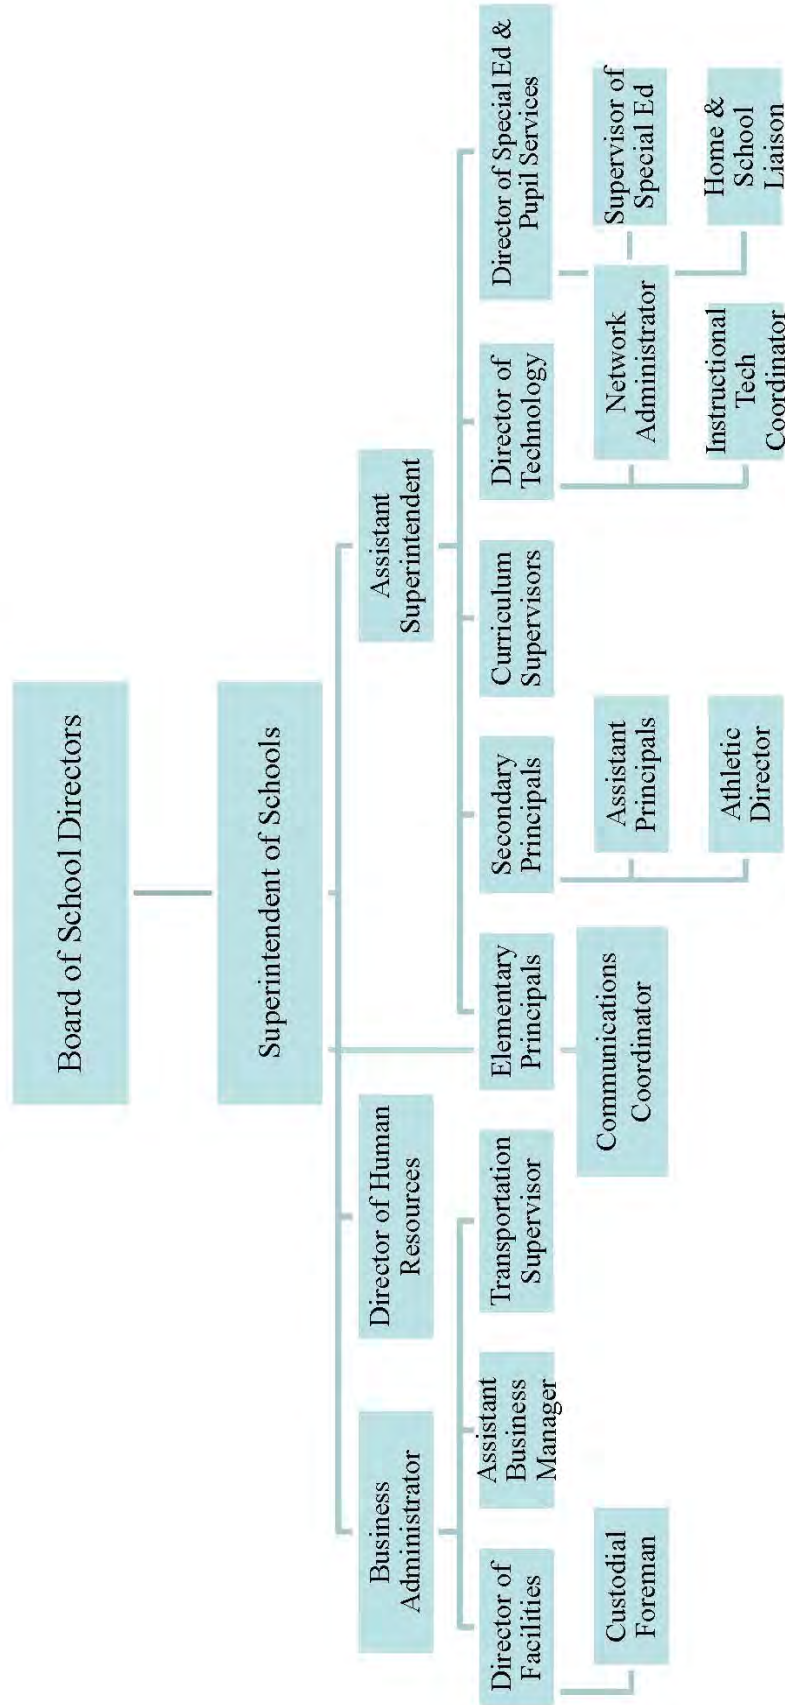 Board of School Directors
Superintendent of Schools
Business
Administrator
Director of Human
Resources
Assistant
Superintendent
Director of
Facilities
Assistant
Business
Manager
Transportation
Supervisor
Elementary
Principals
Secondary
Principals
Curriculum
Supervisors
Director of
Technology
Director of Special Ed &
Pupil Services
Custodial
Foreman
Communications
Coordinator
Assistant
Principals
Network
Administrator
Supervisor of
Special Ed
Athletic
Director
Instructional
Tech
Coordinator
Home &
School
Liaison